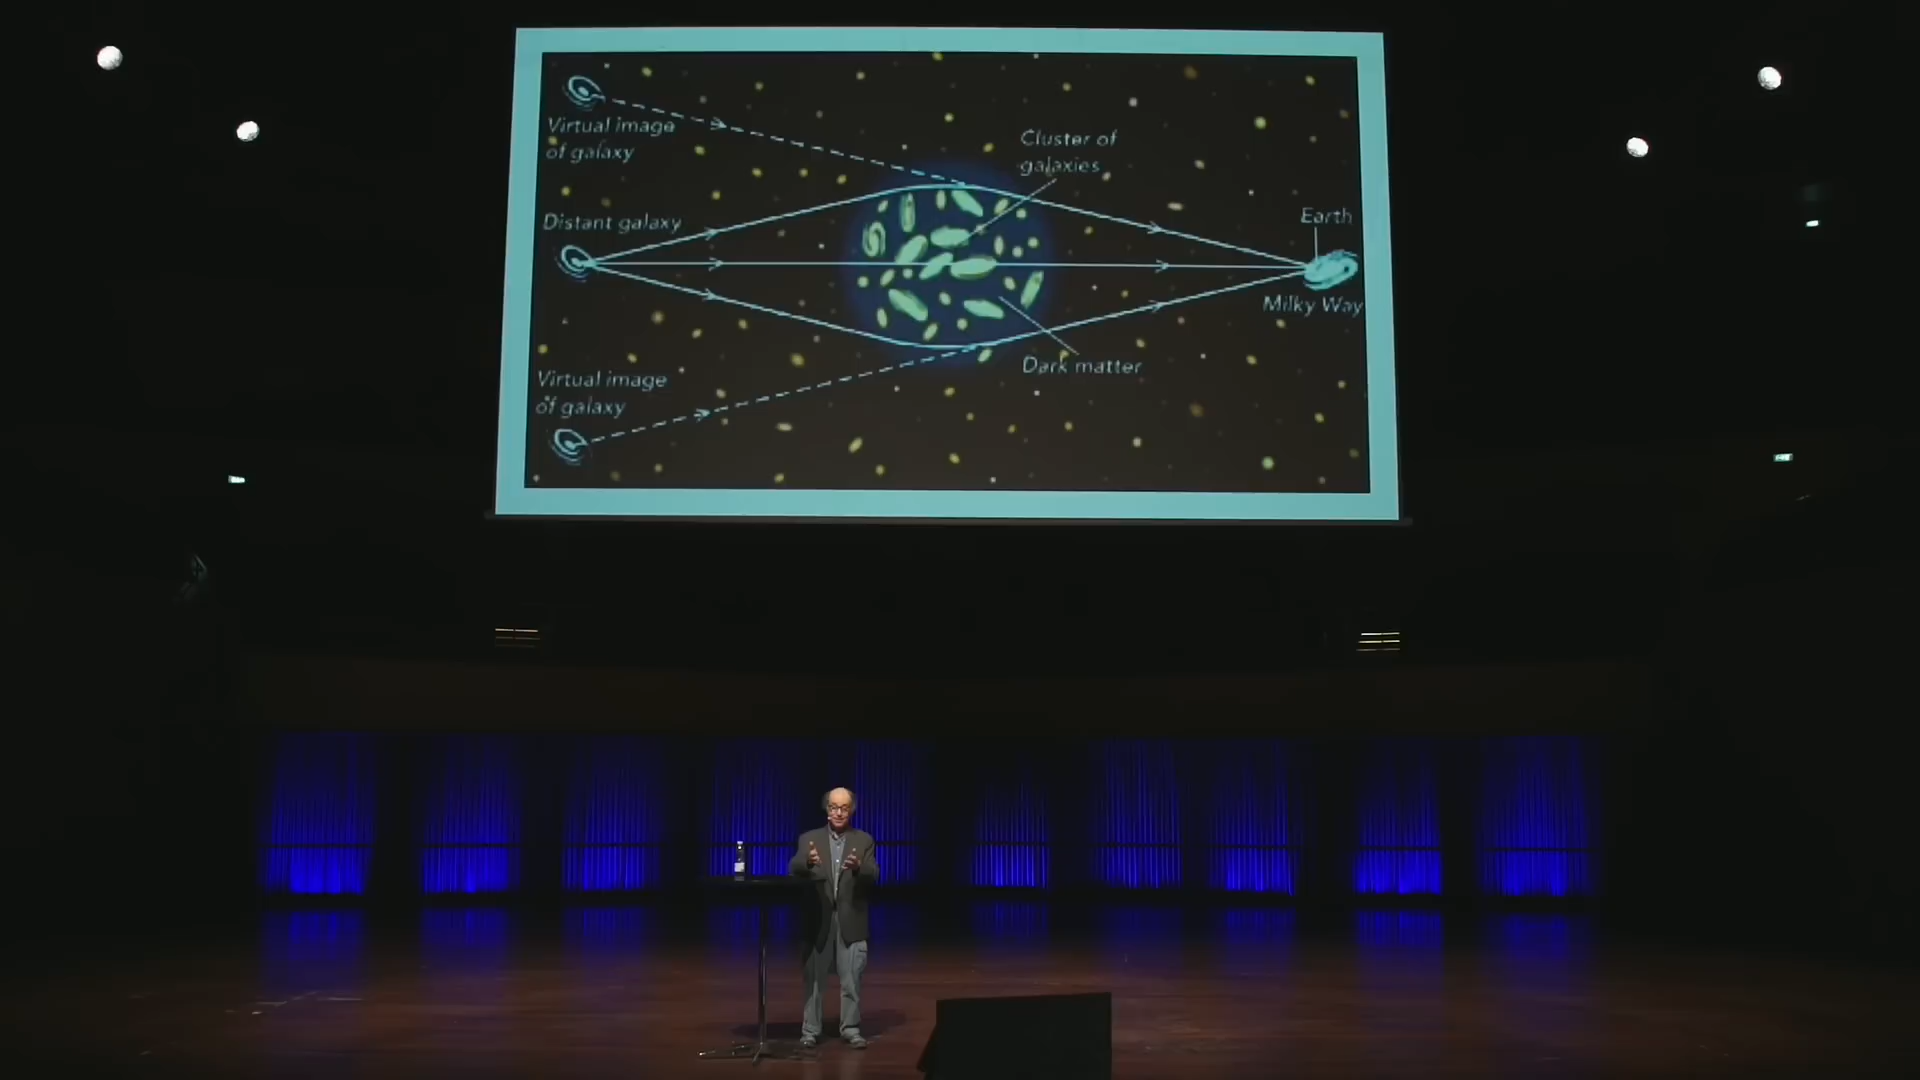 Virtual image
of galaxy
Cluster of
galaxies
Distant galaxy
Earth
Milky Way
Dark matter
Virtual image
of galaxy